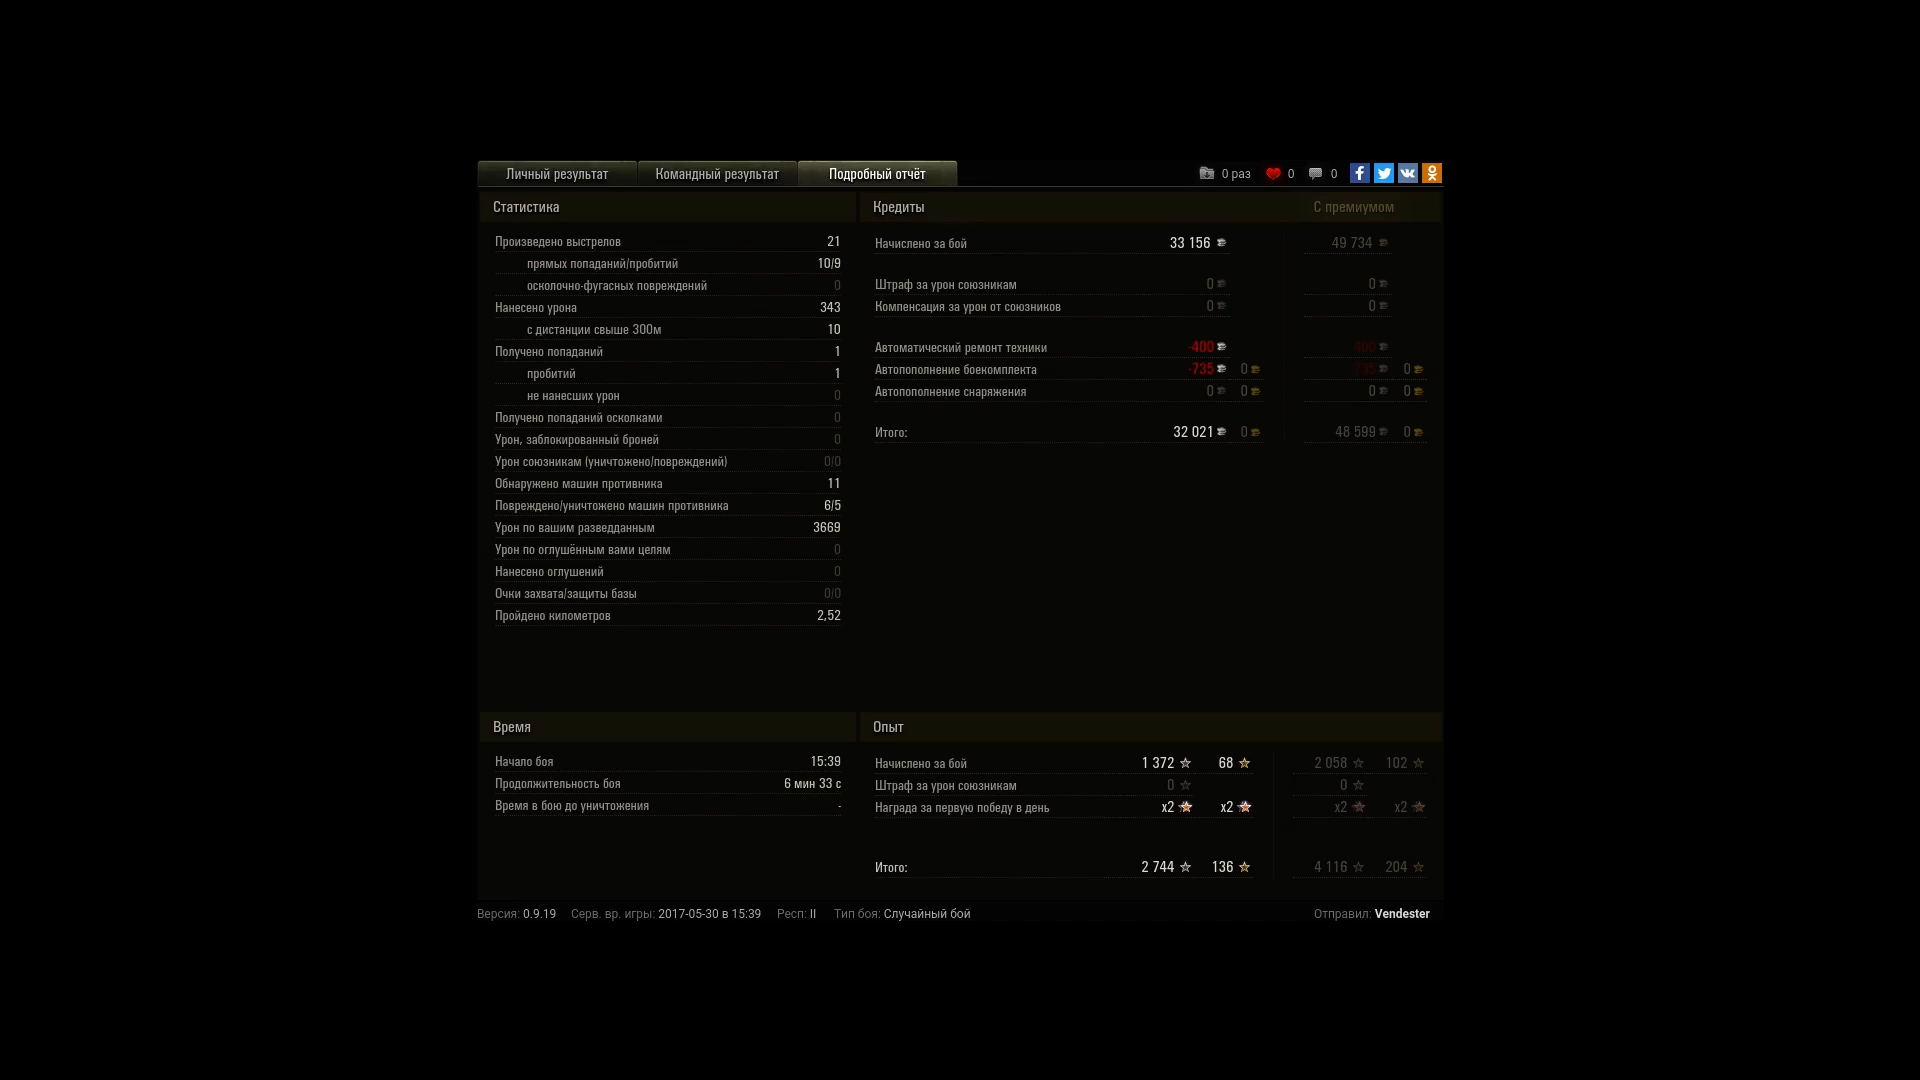 Личный результат Командный результат Подробный отчёт 0 раз 0 0
Статистика
Произведено выстрелов 21
прямых попаданий/пробитий 10/9
осколочно-фугасных повреждений 0
Нанесено урона 343
с дистанции свыше 300м 10
Получено попаданий 1
пробитий 1
не нанесших урон 0
Получено попаданий осколками 0
Урон, заблокированный броней 0
Урон союзникам (уничтожено/повреждений) 0/0
Обнаружено машин противника 11
Повреждено/уничтожено машин противника 6/5
Урон по вашим разведданным 3669
Урон по оглушённым вами целям 0
Нанесено оглушений 0
Очки захвата/защиты базы 0/0
Пройдено километров 2,52
Кредиты С премиумом
Начислено за бой 33 156 49 734
Штраф за урон союзникам 0 0
Компенсация за урон от союзников 0 0
Автоматический ремонт техники -400 -400
Автопополнение боекомплекта -735 0 -735 0
Автопополнение снаряжения 0 0 0 0
Итого: 32 021 0 48 599 0
Время
Начало боя 15:39
Продолжительность боя 6 мин 33 с
Время в бою до уничтожения -
Опыт
Начислено за бой 1 372 68 2 058 102
Штраф за урон союзникам 0 0
Награда за первую победу в день x2 x2 x2 x2
Итого: 2 744 136 4 116 204
Версия: 0.9.19 Серв. вр. игры: 2017-05-30 в 15:39 Респ: II Тип боя: Случайный бой Отправил: Vendester